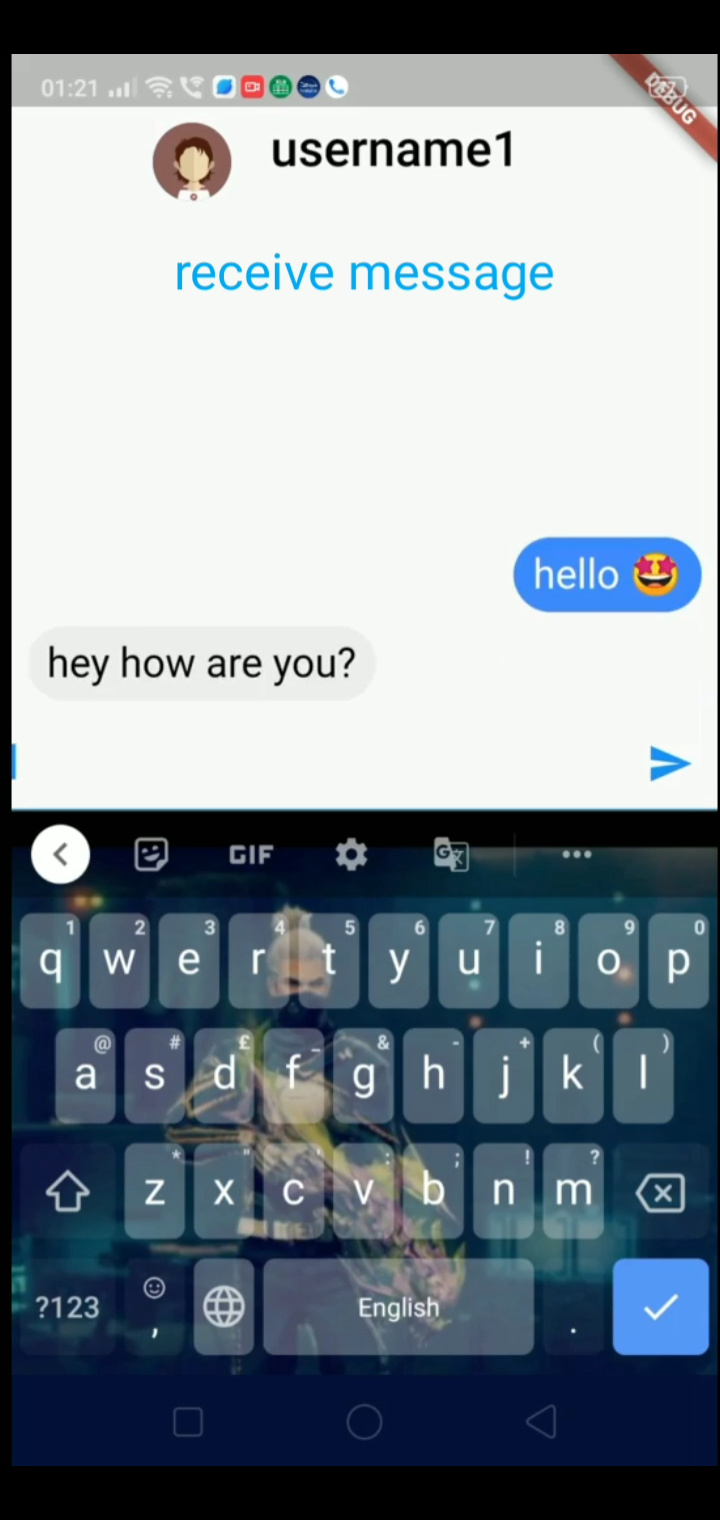 01:21
DEBUG
username1
receive message
hello 🤩
hey how are you?
GIF
1 2 3 4 5 6 7 8 9 0
q w e r t y u i o p
@ # £ _ & - + ( )
a s d f g h j k l
* " ' : ; ! ?
z x c v b n m
?123 , English .